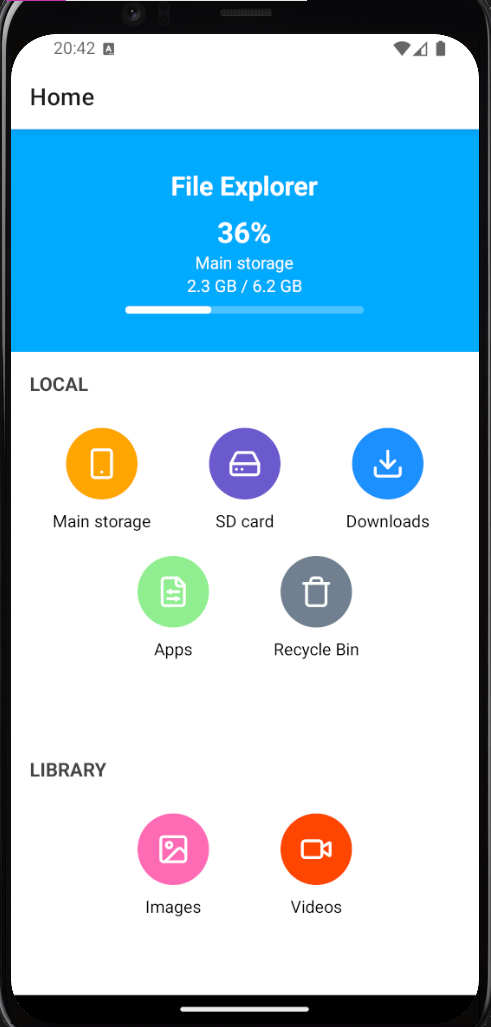 20:42 A
Home
File Explorer
36%
Main storage
2.3 GB / 6.2 GB
LOCAL
Main storage SD card Downloads
Apps Recycle Bin
LIBRARY
Images Videos